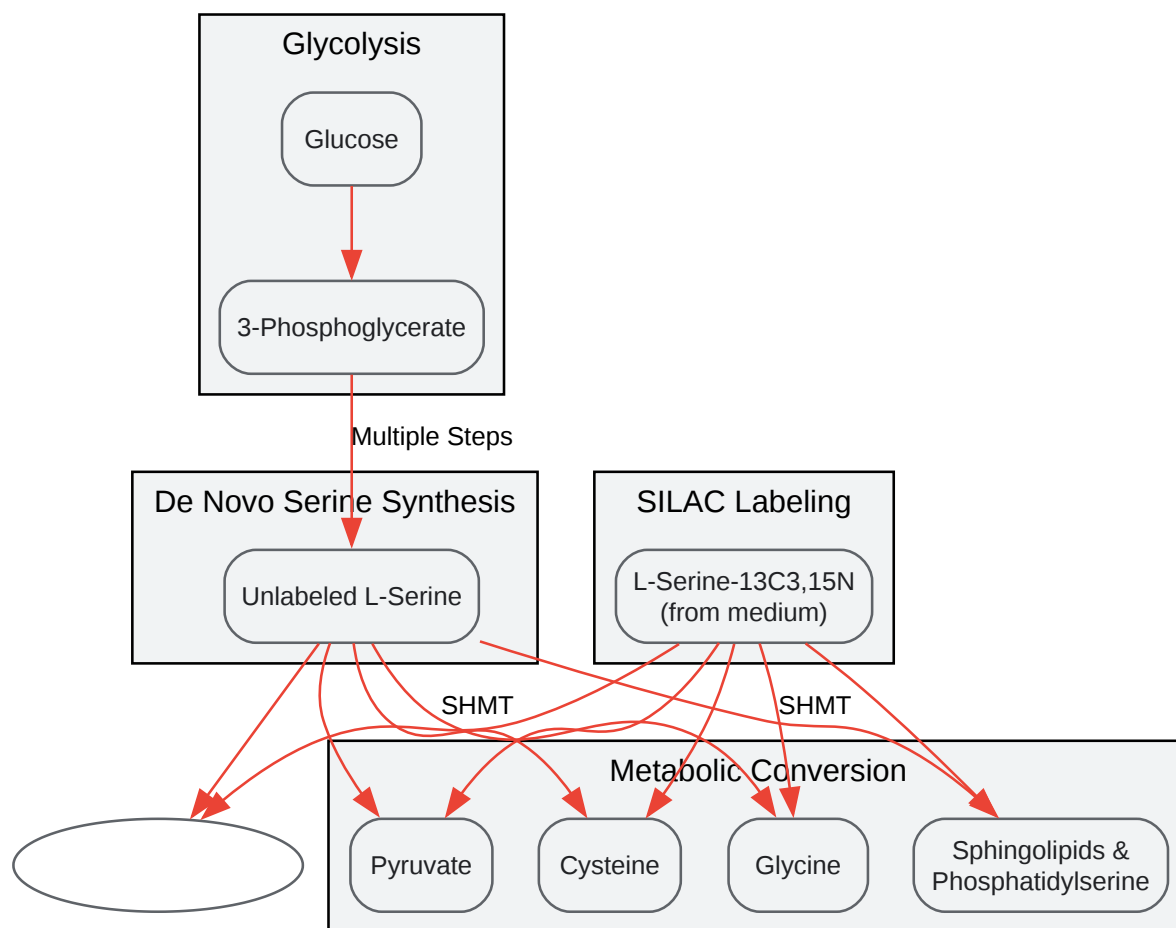 Glycolysis
Glucose
3-Phosphoglycerate
Multiple Steps
De Novo Serine Synthesis
Unlabeled L-Serine
SILAC Labeling
L-Serine-13C3,15N
(from medium)
SHMT
SHMT
Metabolic Conversion
Pyruvate
Cysteine
Glycine
Sphingolipids &
Phosphatidylserine